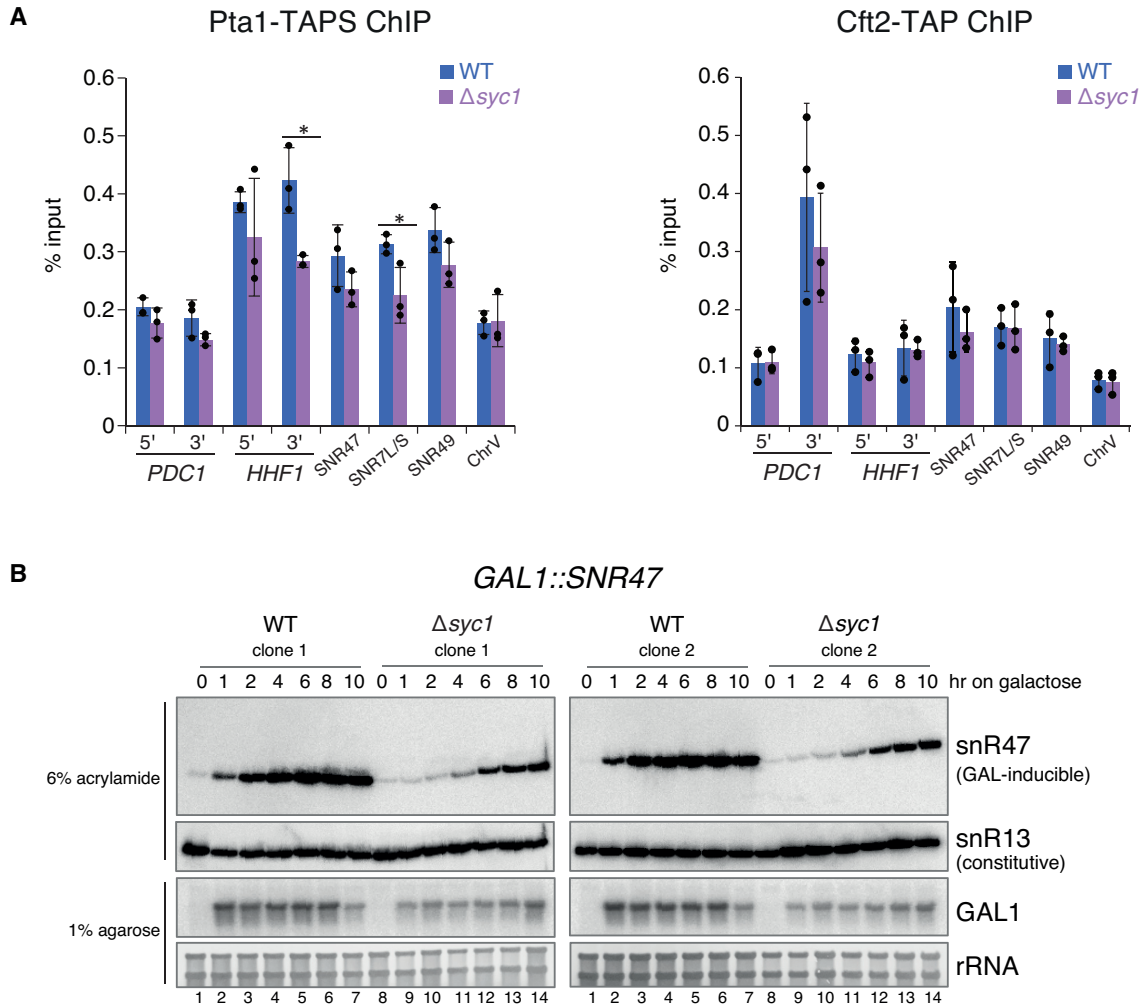 A
Pta1-TAPS ChIP
Cft2-TAP ChIP
WT
Δsyc1
WT
Δsyc1
% input
0.6
0.5
0.4
0.3
0.2
0.1
0
*
*
5' 3' 5' 3' SNR47 SNR7L/S SNR49 ChrV
PDC1 HHF1
% input
0.6
0.5
0.4
0.3
0.2
0.1
0
5' 3' 5' 3' SNR47 SNR7L/S SNR49 ChrV
PDC1 HHF1
B
GAL1::SNR47
WT Δsyc1 WT Δsyc1
clone 1 clone 1 clone 2 clone 2
0 1 2 4 6 8 10 0 1 2 4 6 8 10 0 1 2 4 6 8 10 0 1 2 4 6 8 10 hr on galactose
6% acrylamide
snR47
(GAL-inducible)
snR13
(constitutive)
1% agarose
GAL1
rRNA
1 2 3 4 5 6 7 8 9 10 11 12 13 14 1 2 3 4 5 6 7 8 9 10 11 12 13 14